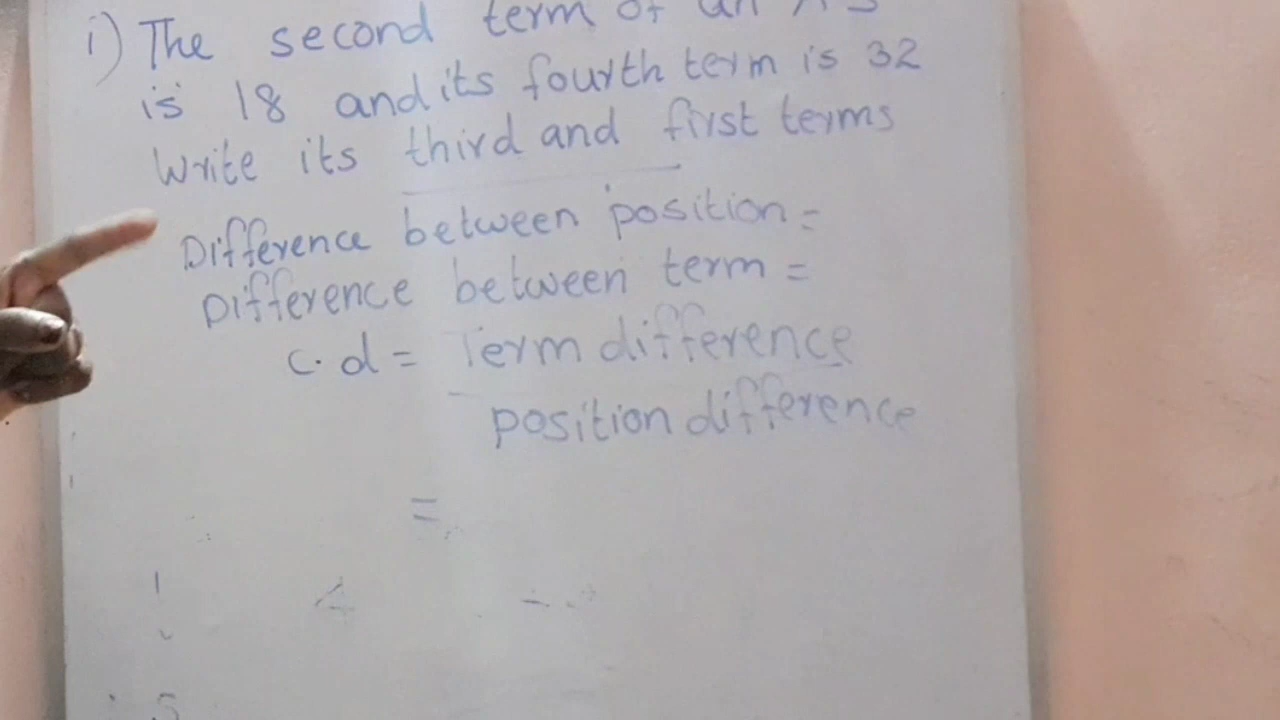 i) The second term of an
is 18 and its fourth term is 32
Write its third and first terms
Difference between position =
Difference between term =
c.d = Term difference
position difference
=